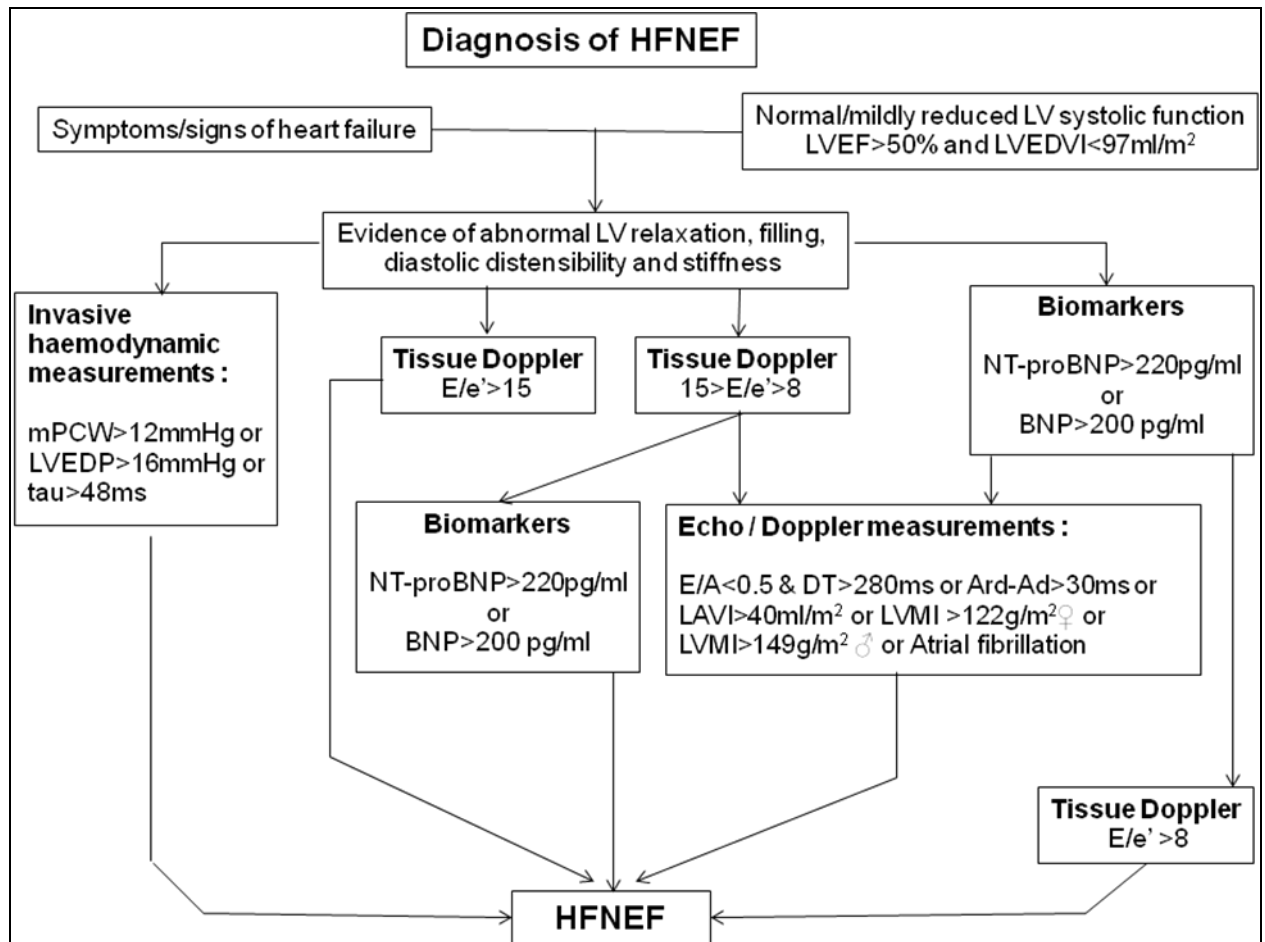 Diagnosis of HFNEF
Symptoms/signs of heart failure
Normal/mildly reduced LV systolic function
LVEF>50% and LVEDVI<97ml/m²
Evidence of abnormal LV relaxation, filling,
diastolic distensibility and stiffness
Invasive
haemodynamic
measurements :
mPCW>12mmHg or
LVEDP>16mmHg or
tau>48ms
Tissue Doppler
E/e’>15
Tissue Doppler
15>E/e’>8
Biomarkers
NT-proBNP>220pg/ml
or
BNP>200 pg/ml
Biomarkers
NT-proBNP>220pg/ml
or
BNP>200 pg/ml
Echo / Doppler measurements :
E/A<0.5 & DT>280ms or Ard-Ad>30ms or
LAVI>40ml/m² or LVMI >122g/m²♀ or
LVMI>149g/m² ♂ or Atrial fibrillation
Tissue Doppler
E/e’ >8
HFNEF